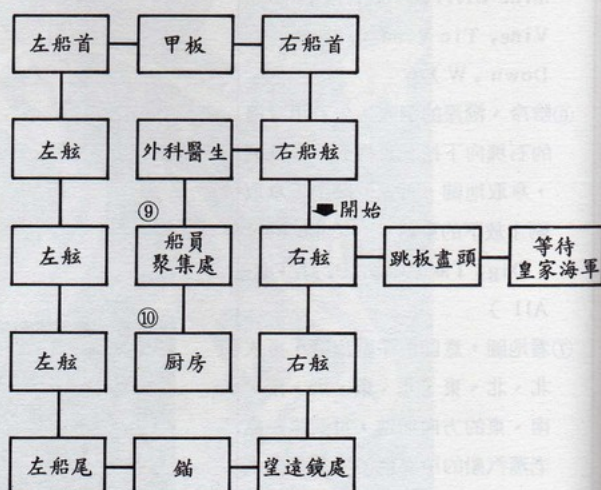 左船首 甲板 右船首
左舷 外科醫生 右船舷
⑨ 開始
左舷 船員 右舷 跳板盡頭 等待
聚集處 皇家海軍
⑩
左舷 厨房 右舷
左船尾 錨 望遠鏡處